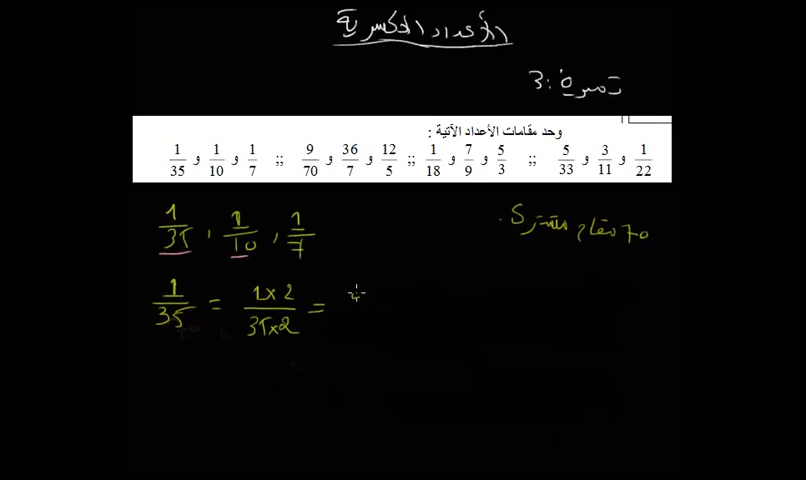 الأعداد الكسرية
تمرين 3:
وحد مقامات الأعداد الآتية :
1/22 و 3/11 و 5/33 ;; 5/3 و 7/9 و 1/18 ;; 12/5 و 36/7 و 9/70 ;; 1/7 و 1/10 و 1/35
1/35 , 1/10 , 1/7
70 مقام مشترك .
1/35 = 1×2/35×2 =